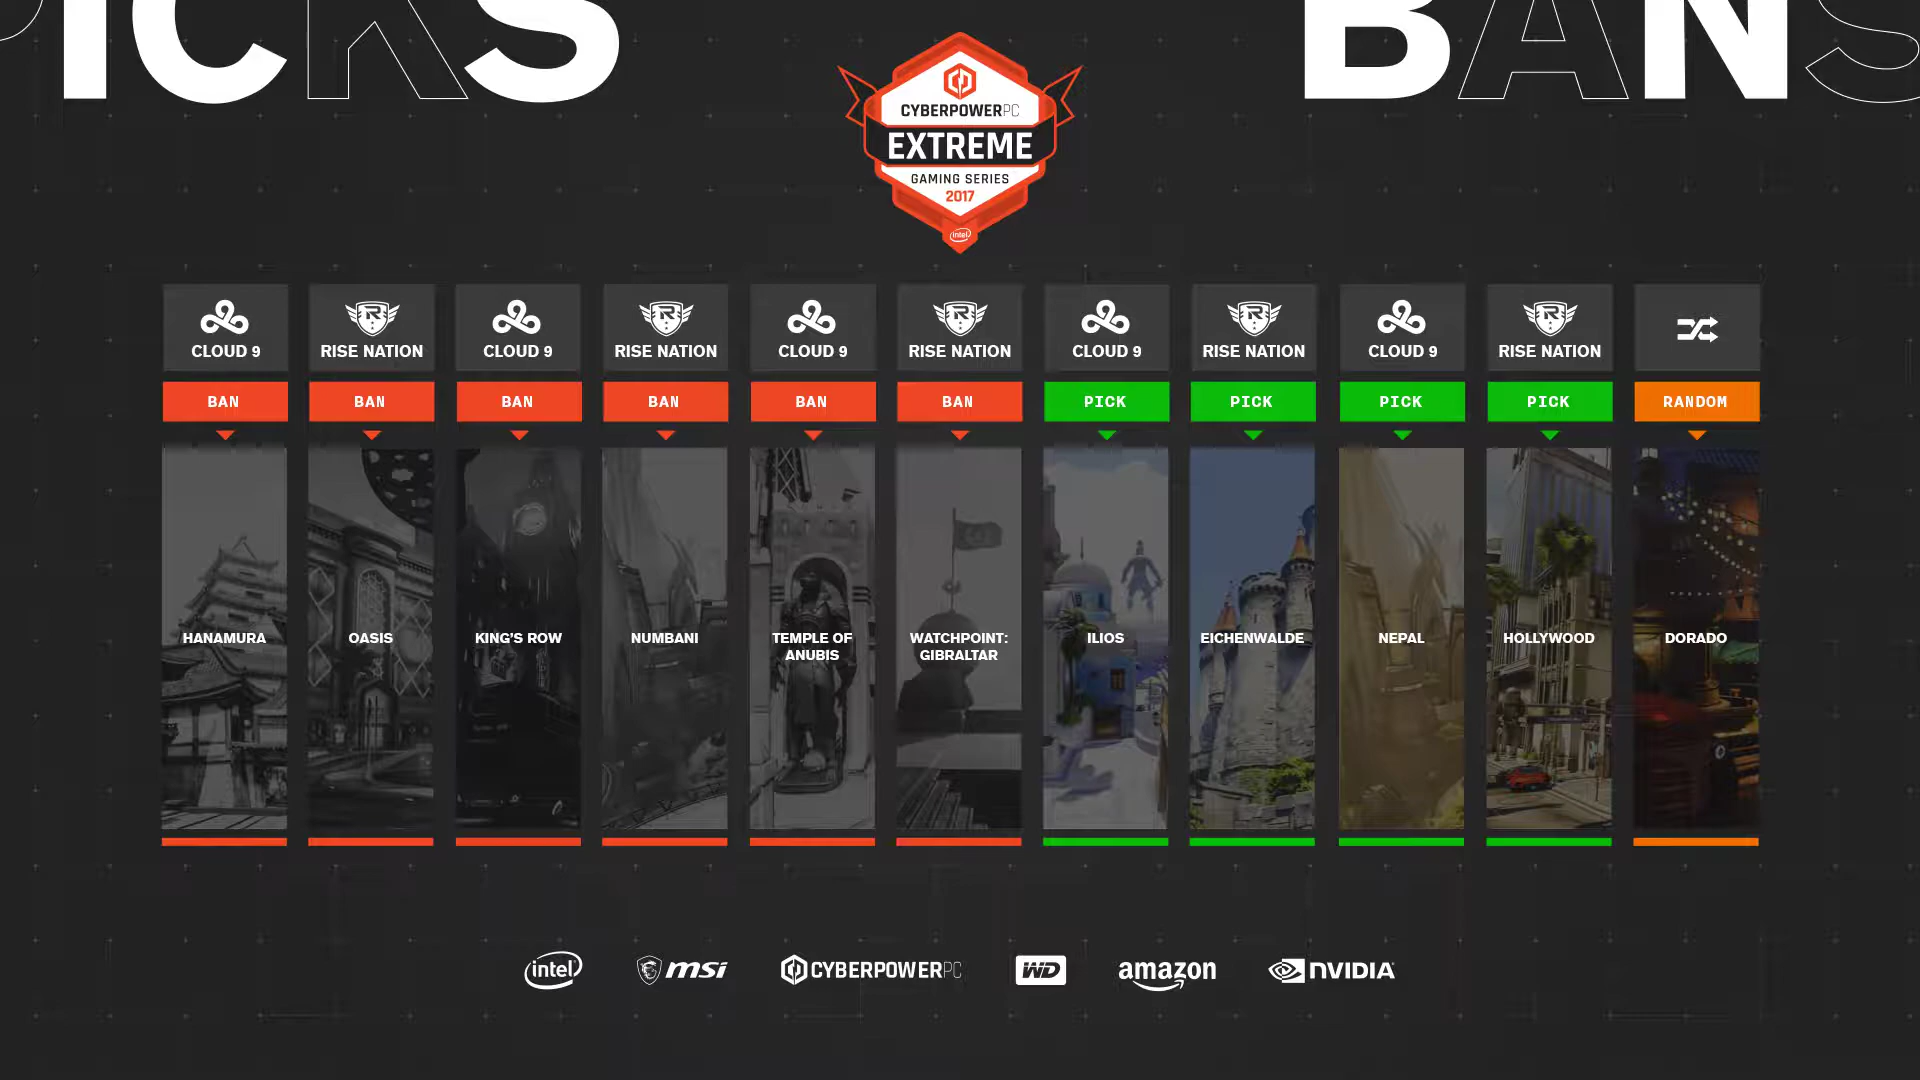 PICKS
BANS
CYBERPOWERPC
EXTREME
GAMING SERIES
2017
intel
CLOUD 9
RISE NATION
CLOUD 9
RISE NATION
CLOUD 9
RISE NATION
CLOUD 9
RISE NATION
CLOUD 9
RISE NATION
BAN
BAN
BAN
BAN
BAN
BAN
PICK
PICK
PICK
PICK
RANDOM
HANAMURA
OASIS
KING'S ROW
NUMBANI
TEMPLE OF
ANUBIS
WATCHPOINT:
GIBRALTAR
ILIOS
EICHENWALDE
NEPAL
HOLLYWOOD
DORADO
intel
msi
CYBERPOWERPC
WD
amazon
NVIDIA